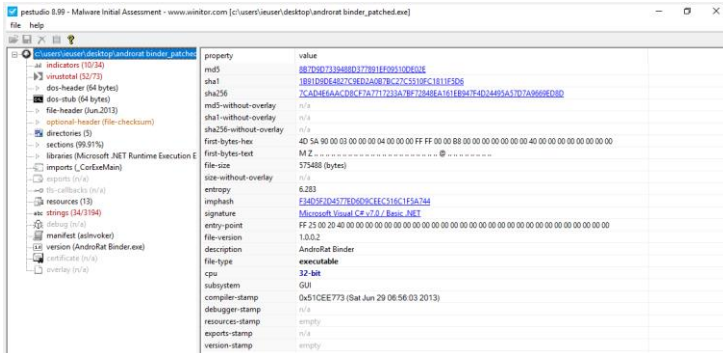 pestudio 8.99 - Malware Initial Assessment - www.winitor.com [c:\users\ieuser\desktop\androrat binder_patched.exe]
file help
c:\users\ieuser\desktop\androrat binder_patched
indicators (10/34)
virustotal (52/73)
dos-header (64 bytes)
dos-stub (64 bytes)
file-header (Jun.2013)
optional-header (file-checksum)
directories (5)
sections (99.91%)
libraries (Microsoft .NET Runtime Execution E
imports (_CorExeMain)
exports (n/a)
tls-callbacks (n/a)
resources (13)
abc strings (34/3194)
debug (n/a)
manifest (asInvoker)
version (AndroRat Binder.exe)
certificate (n/a)
overlay (n/a)
property value
md5 8B7D9D7339488D377891EF09510DE02E
sha1 1B91D9DE4827C9ED2A0B7BC27C5510FC1811F5D6
sha256 7CAD4E6AACD8CF7A7717233A7BF72848EA161EB947F4D24495A57D7A9669ED8D
md5-without-overlay n/a
sha1-without-overlay n/a
sha256-without-overlay n/a
first-bytes-hex 4D 5A 90 00 03 00 00 00 04 00 00 00 FF FF 00 00 B8 00 00 00 00 00 00 00 40 00 00 00 00 00 00 00
first-bytes-text M Z
file-size 575488 (bytes)
size-without-overlay n/a
entropy 6.283
imphash F34D5F2D4577ED6D9CEEC516C1F5A744
signature Microsoft Visual C# v7.0 / Basic .NET
entry-point FF 25 00 20 40 00 00 00 00 00 00 00 00 00 00 00 00 00 00 00 00 00 00 00 00 00 00 00 00 00 00 00
file-version 1.0.0.2
description AndroRat Binder
file-type executable
cpu 32-bit
subsystem GUI
compiler-stamp 0x51CEE773 (Sat Jun 29 06:56:03 2013)
debugger-stamp n/a
resources-stamp empty
exports-stamp n/a
version-stamp empty